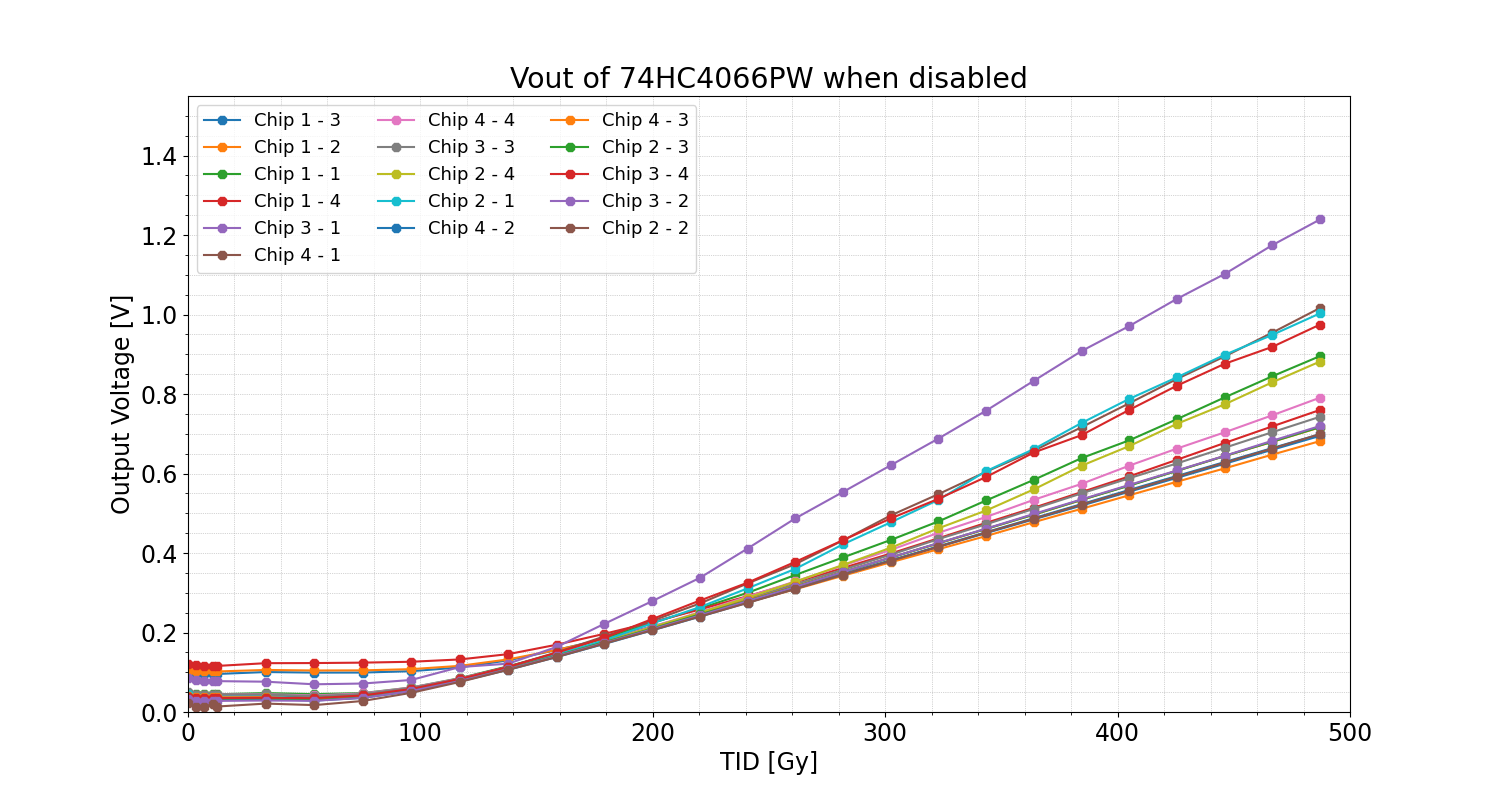 Vout of 74HC4066PW when disabled
Chip 1 - 3
Chip 1 - 2
Chip 1 - 1
Chip 1 - 4
Chip 3 - 1
Chip 4 - 1
Chip 4 - 4
Chip 3 - 3
Chip 2 - 4
Chip 2 - 1
Chip 4 - 2
Chip 4 - 3
Chip 2 - 3
Chip 3 - 4
Chip 3 - 2
Chip 2 - 2
Output Voltage [V]
1.4
1.2
1.0
0.8
0.6
0.4
0.2
0.0
0 100 200 300 400 500
TID [Gy]